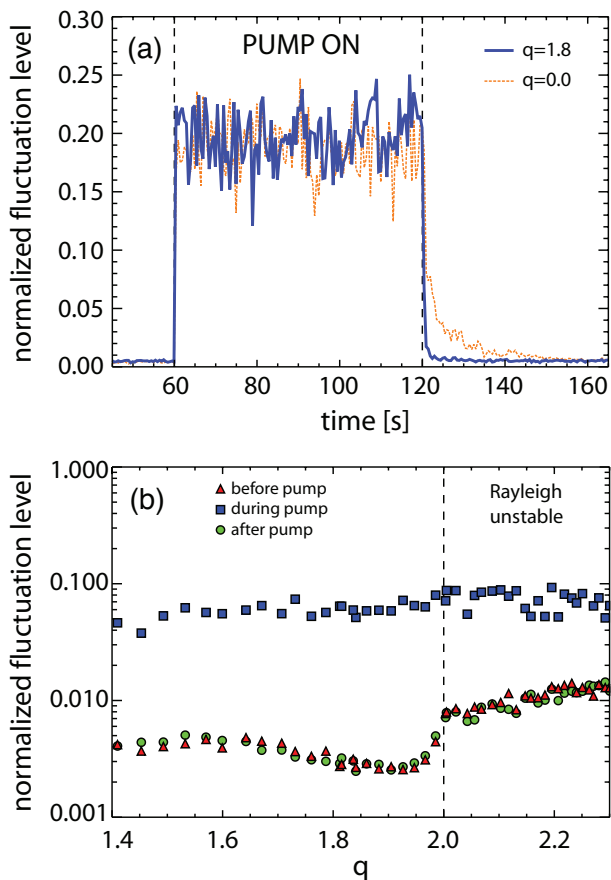 (a)
PUMP ON
q=1.8
q=0.0
normalized fluctuation level
0.30
0.25
0.20
0.15
0.10
0.05
0.00
60 80 100 120 140 160
time [s]
(b)
before pump
during pump
after pump
Rayleigh
unstable
normalized fluctuation level
1.000
0.100
0.010
0.001
1.4 1.6 1.8 2.0 2.2
q